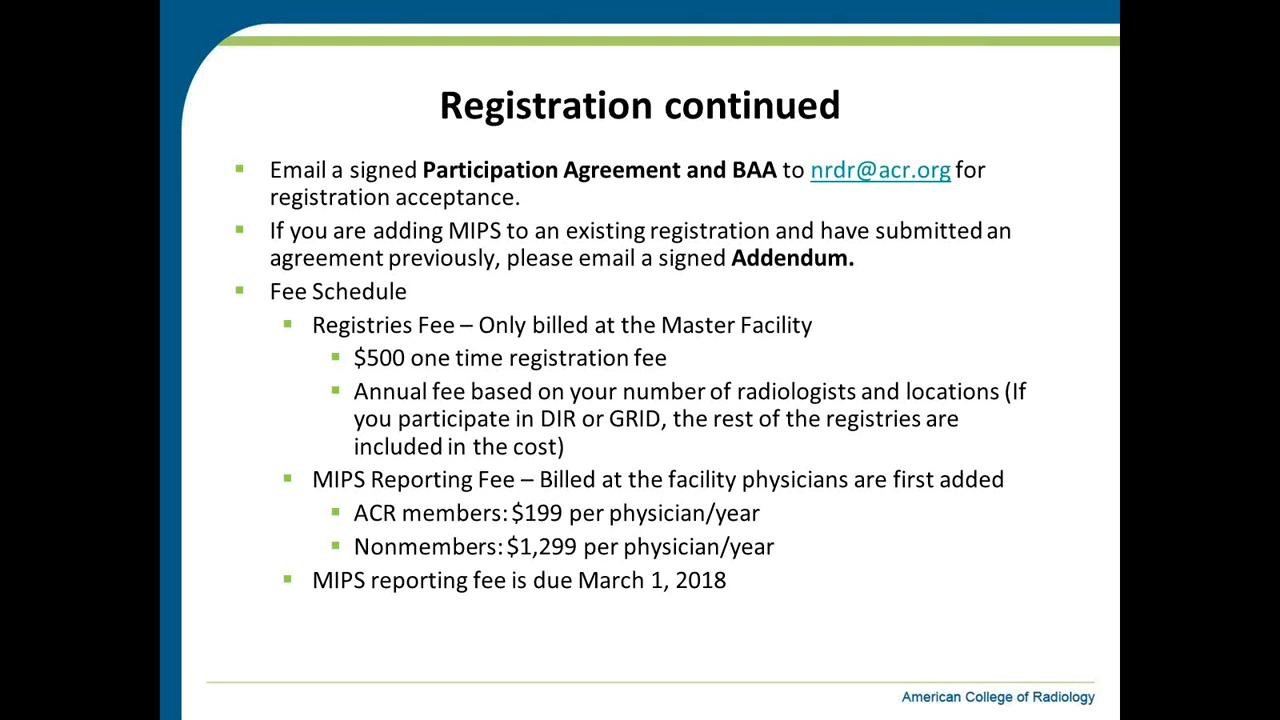 Registration continued
Email a signed Participation Agreement and BAA to nrdr@acr.org for
registration acceptance.
If you are adding MIPS to an existing registration and have submitted an
agreement previously, please email a signed Addendum.
Fee Schedule
Registries Fee – Only billed at the Master Facility
$500 one time registration fee
Annual fee based on your number of radiologists and locations (If
you participate in DIR or GRID, the rest of the registries are
included in the cost)
MIPS Reporting Fee – Billed at the facility physicians are first added
ACR members: $199 per physician/year
Nonmembers: $1,299 per physician/year
MIPS reporting fee is due March 1, 2018
American College of Radiology